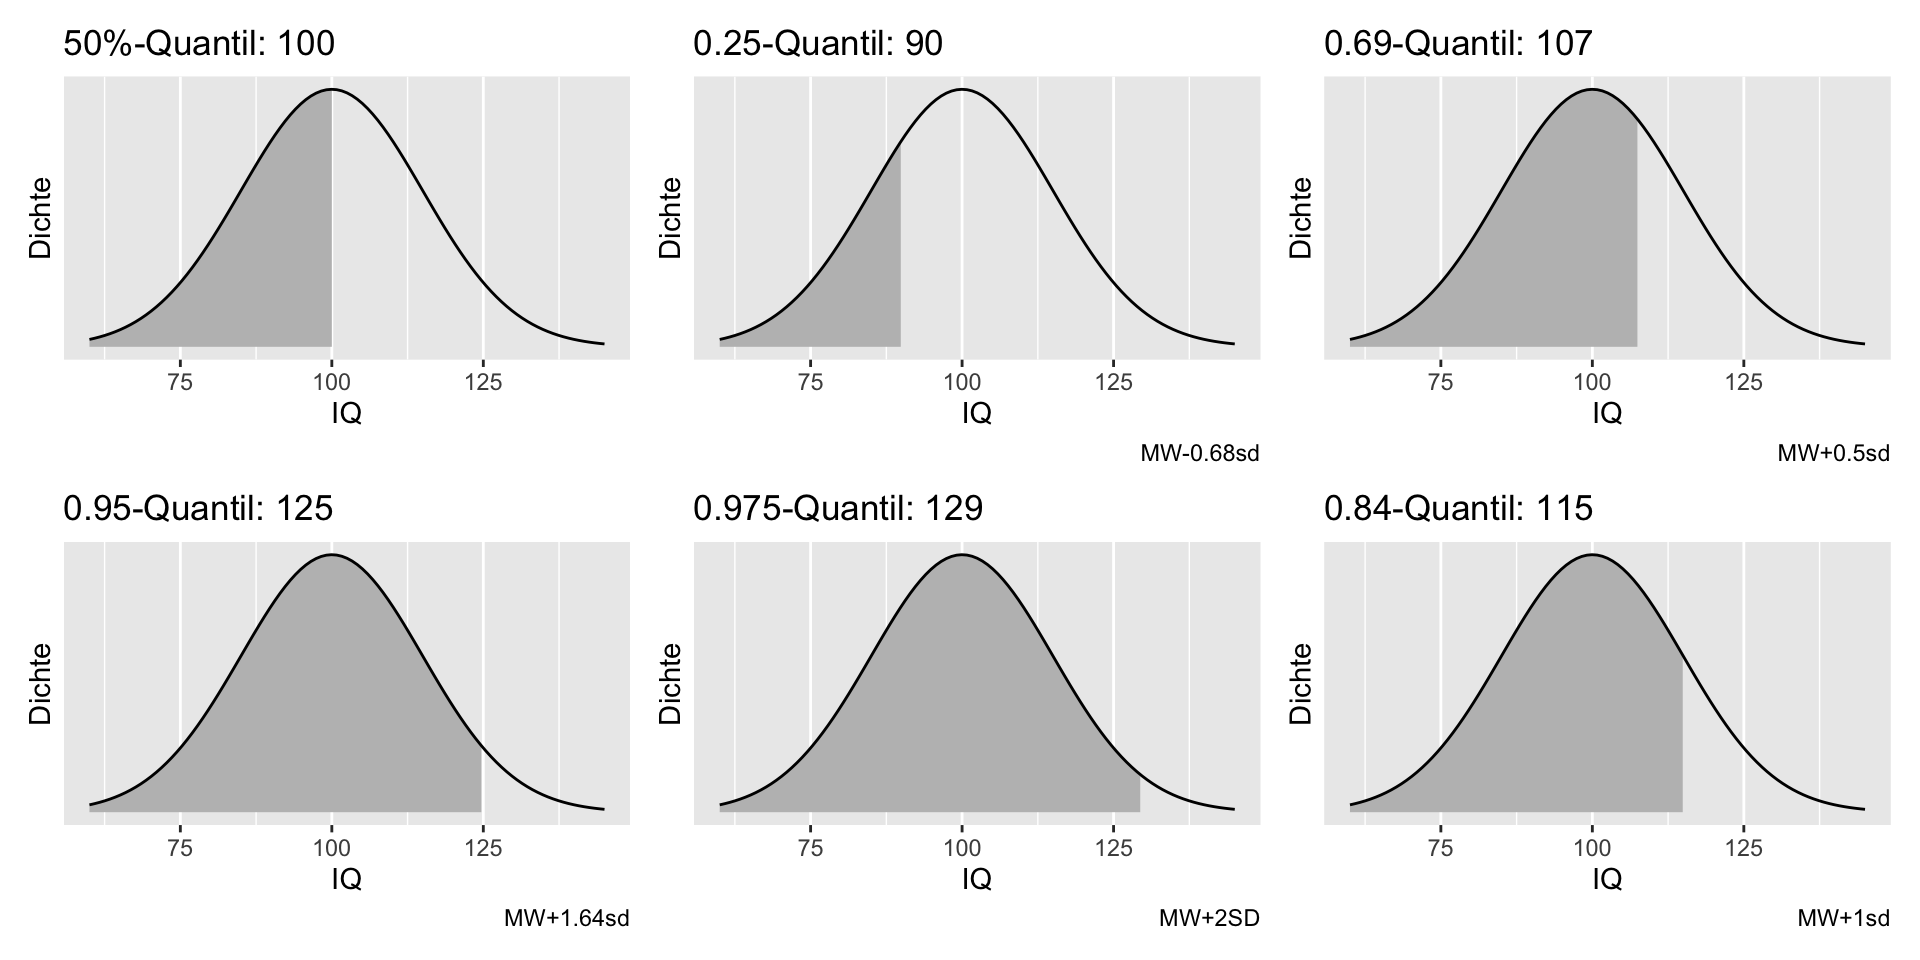 50%-Quantil: 100
Dichte
75 100 125
IQ
0.25-Quantil: 90
Dichte
75 100 125
IQ
MW-0.68sd
0.69-Quantil: 107
Dichte
75 100 125
IQ
MW+0.5sd
0.95-Quantil: 125
Dichte
75 100 125
IQ
MW+1.64sd
0.975-Quantil: 129
Dichte
75 100 125
IQ
MW+2SD
0.84-Quantil: 115
Dichte
75 100 125
IQ
MW+1sd